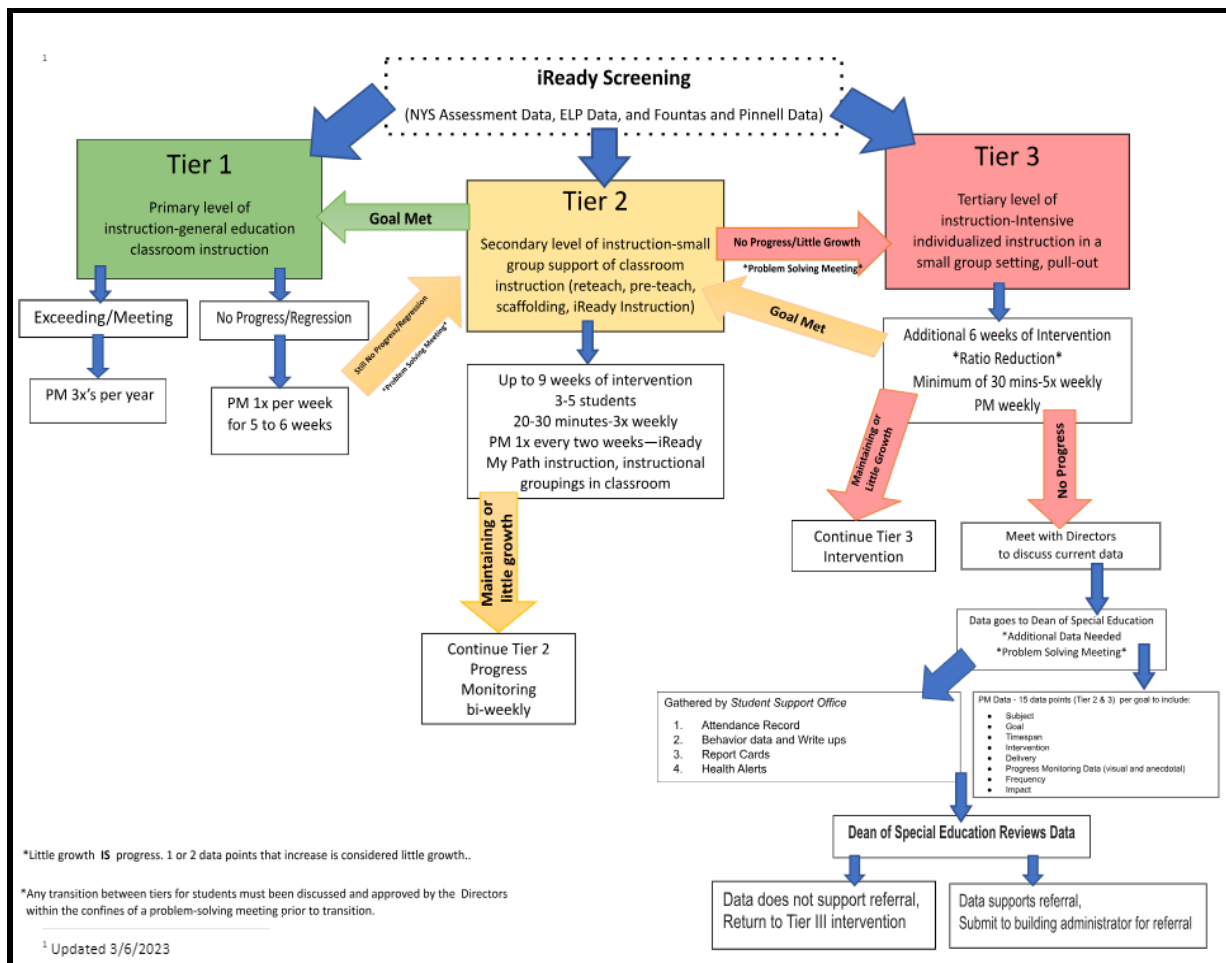 1
iReady Screening
(NYS Assessment Data, ELP Data, and Fountas and Pinnell Data)
Tier 1
Primary level of
instruction-general education
classroom instruction
Goal Met
Tier 2
Secondary level of instruction-small
group support of classroom
instruction (reteach, pre-teach,
scaffolding, iReady Instruction)
No Progress/Little Growth
*Problem Solving Meeting*
Tier 3
Tertiary level of
instruction-Intensive
individualized instruction in a
small group setting, pull-out
Exceeding/Meeting
No Progress/Regression
PM 3x's per year
PM 1x per week
for 5 to 6 weeks
Still No Progress/Regression
*Problem Solving Meeting*
Goal Met
Up to 9 weeks of intervention
3-5 students
20-30 minutes-3x weekly
PM 1x every two weeks—iReady
My Path instruction, instructional
groupings in classroom
Additional 6 weeks of Intervention
*Ratio Reduction*
Minimum of 30 mins-5x weekly
PM weekly
Maintaining or
little growth
Continue Tier 2
Progress
Monitoring
bi-weekly
Maintaining or
Little Growth
No Progress
Continue Tier 3
Intervention
Meet with Directors
to discuss current data
Data goes to Dean of Special Education
*Additional Data Needed
*Problem Solving Meeting*
Gathered by Student Support Office
1. Attendance Record
2. Behavior data and Write ups
3. Report Cards
4. Health Alerts
PM Data - 15 data points (Tier 2 & 3) per goal to include:
● Subject
● Goal
● Timespan
● Intervention
● Delivery
● Progress Monitoring Data (visual and anecdotal)
● Frequency
● Impact
Dean of Special Education Reviews Data
Data does not support referral,
Return to Tier III intervention
Data supports referral,
Submit to building administrator for referral
*Little growth IS progress. 1 or 2 data points that increase is considered little growth..
*Any transition between tiers for students must been discussed and approved by the Directors
within the confines of a problem-solving meeting prior to transition.
1 Updated 3/6/2023